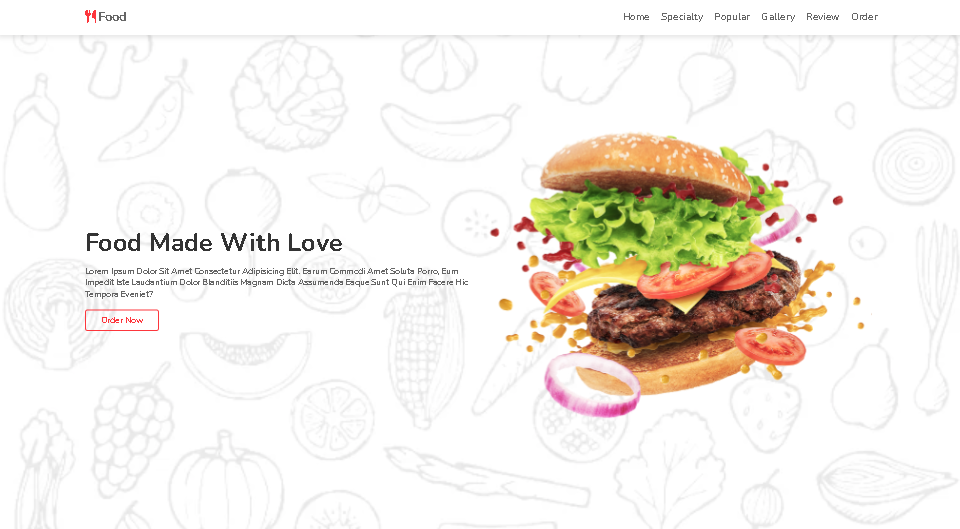 Food
Home Specialty Popular Gallery Review Order
Food Made With Love
Lorem Ipsum Dolor Sit Amet Consectetur Adipisicing Elit. Earum Commodi Amet Soluta Porro, Eum
Impedit Iste Laudantium Dolor Blanditiis Magnam Dicta Assumenda Eaque Sunt Qui Enim Facere Hic
Tempora Eveniet?
Order Now